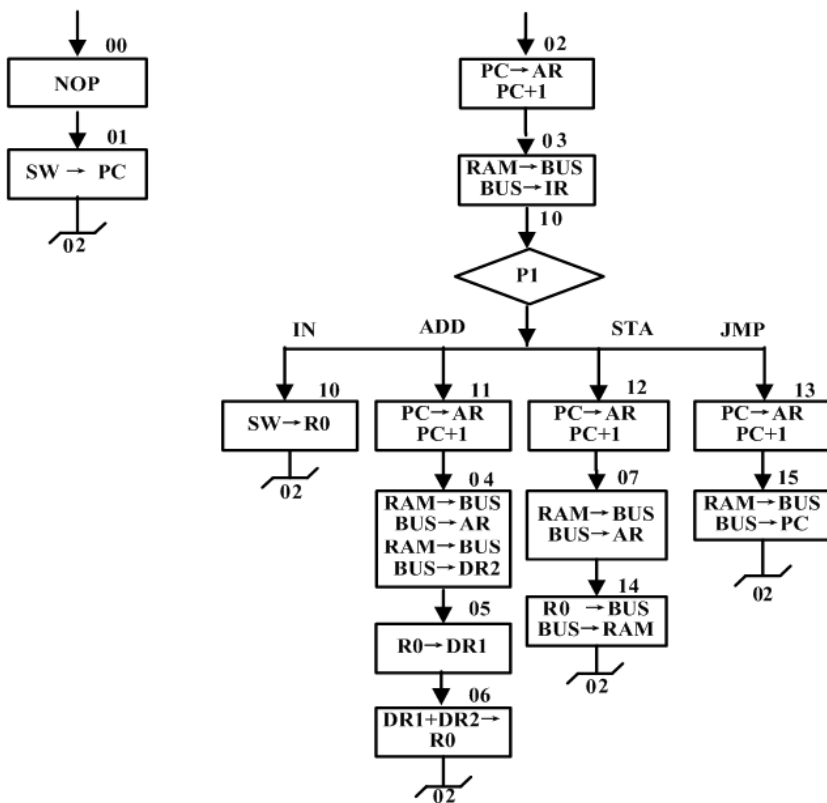 00
NOP
01
SW → PC
02
02
PC→AR
PC+1
03
RAM→BUS
BUS→IR
10
P1
IN
ADD
STA
JMP
10
SW→R0
02
11
PC→AR
PC+1
04
RAM→BUS
BUS→AR
RAM→BUS
BUS→DR2
05
R0→DR1
06
DR1+DR2→
R0
02
12
PC→AR
PC+1
07
RAM→BUS
BUS→AR
14
R0 →BUS
BUS→RAM
02
13
PC→AR
PC+1
15
RAM→BUS
BUS→PC
02